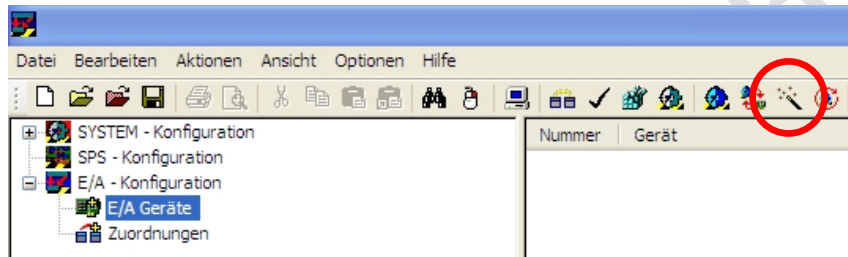 Datei Bearbeiten Aktionen Ansicht Optionen Hilfe
SYSTEM - Konfiguration
SPS - Konfiguration
E/A - Konfiguration
E/A Geräte
Zuordnungen
Nummer Gerät